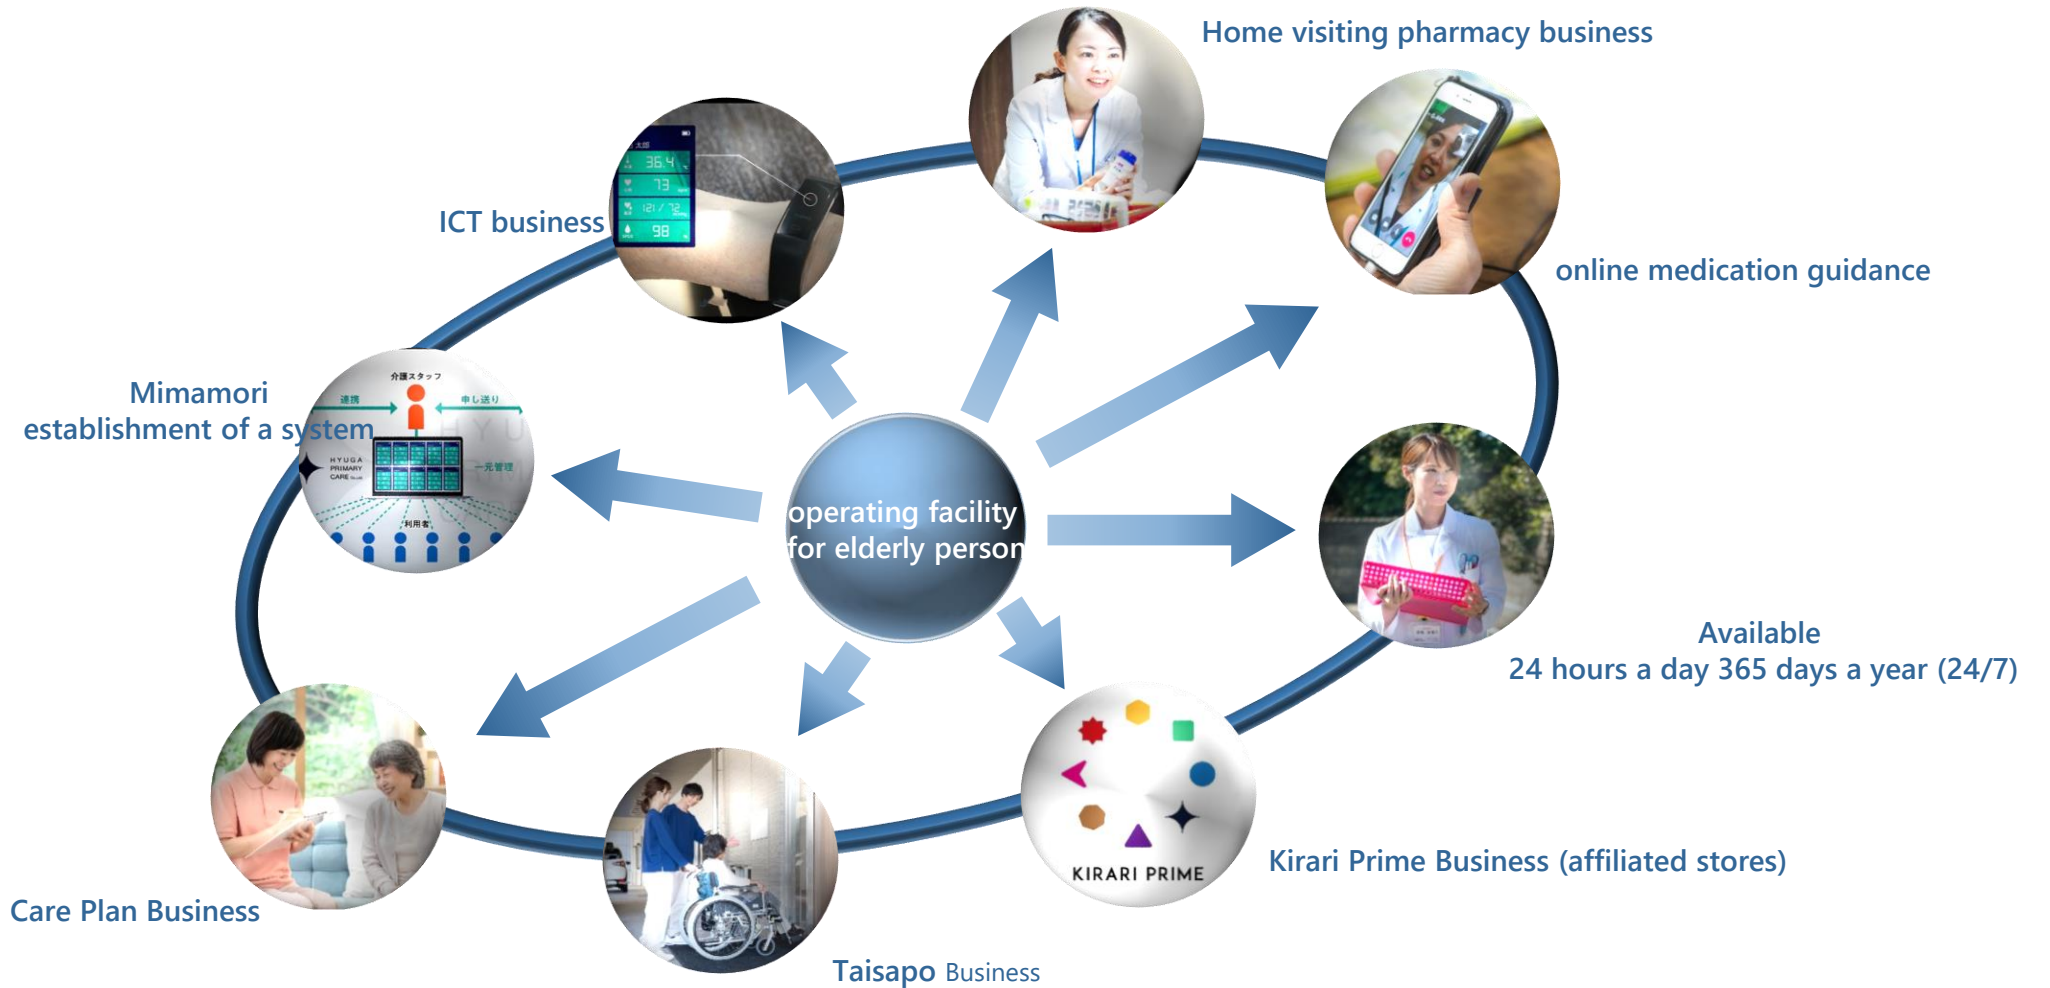 Home visiting pharmacy business
太郎
36.4
73
121 / 72
98
ICT business
online medication guidance
介護スタッフ
連携
申し送り
Mimamori
establishment of a system
HYUGA
PRIMARY
CARE
一元管理
利用者
operating facility
for elderly person
Available
24 hours a day 365 days a year (24/7)
KIRARI PRIME
Kirari Prime Business (affiliated stores)
Care Plan Business
Taisapo Business